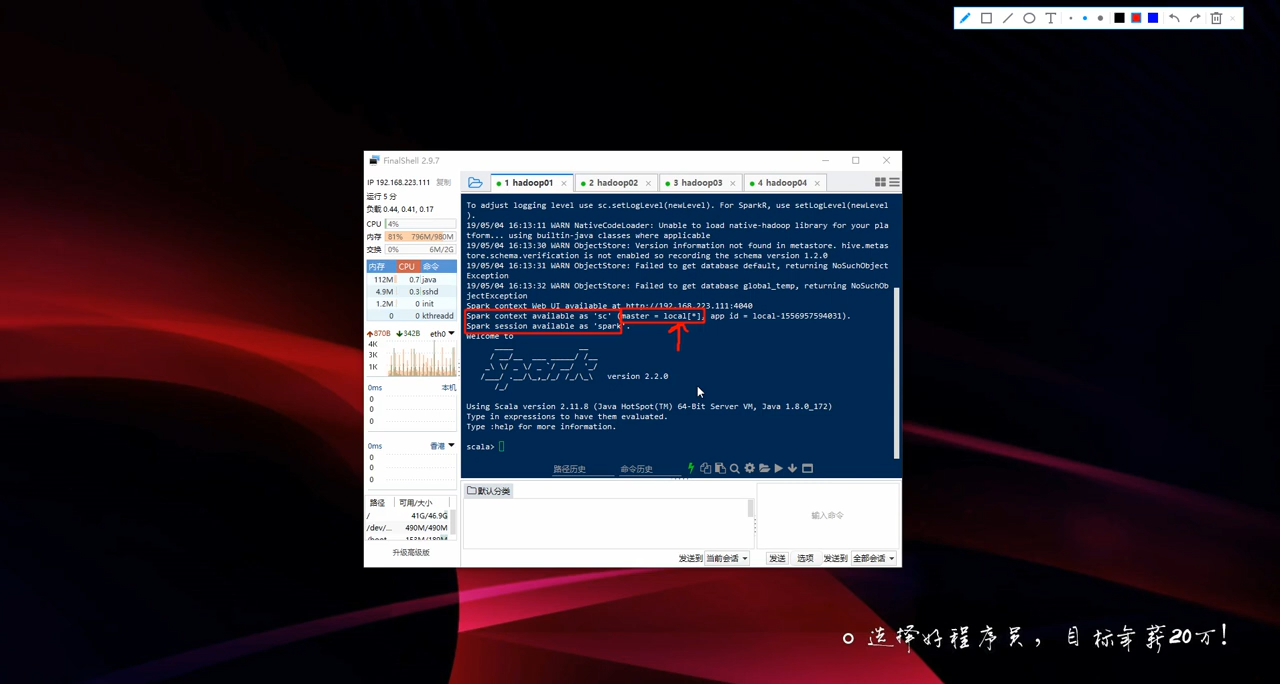 FinalShell 2.9.7
IP 192.168.223.111 复制
运行 5 分
负载 0.44, 0.41, 0.17
CPU 4%
内存 81% 796M/980M
交换 0% 6M/2G
内存 CPU 命令
112M 0.7 java
4.9M 0.3 sshd
1.2M 0 init
0 0 kthreadd
870B 342B eth0
4K
3K
1K
0ms 本机
0
0
0
0ms 香港
0
0
0
路径 可用/大小
/ 41G/46.9G
/dev/... 490M/490M
/boot 153M/189M
升级高级版
1 hadoop01
2 hadoop02
3 hadoop03
4 hadoop04
To adjust logging level use sc.setLogLevel(newLevel). For SparkR, use setLogLevel(newLevel
).
19/05/04 16:13:11 WARN NativeCodeLoader: Unable to load native-hadoop library for your pla
tform... using builtin-java classes where applicable
19/05/04 16:13:30 WARN ObjectStore: Version information not found in metastore. hive.metas
tore.schema.verification is not enabled so recording the schema version 1.2.0
19/05/04 16:13:31 WARN ObjectStore: Failed to get database default, returning NoSuchObject
Exception
19/05/04 16:13:32 WARN ObjectStore: Failed to get database global_temp, returning NoSuchOb
jectException
Spark context Web UI available at http://192.168.223.111:4040
Spark context available as 'sc' (master = local[*], app id = local-1556957594031).
Spark session available as 'spark'.
Welcome to
version 2.2.0
Using Scala version 2.11.8 (Java HotSpot(TM) 64-Bit Server VM, Java 1.8.0_172)
Type in expressions to have them evaluated.
Type :help for more information.
scala>
路径历史 命令历史
默认分类
输入命令
发送到 当前会话 发送 选项 发送到 全部会话
选择好程序员，目标年薪20万!